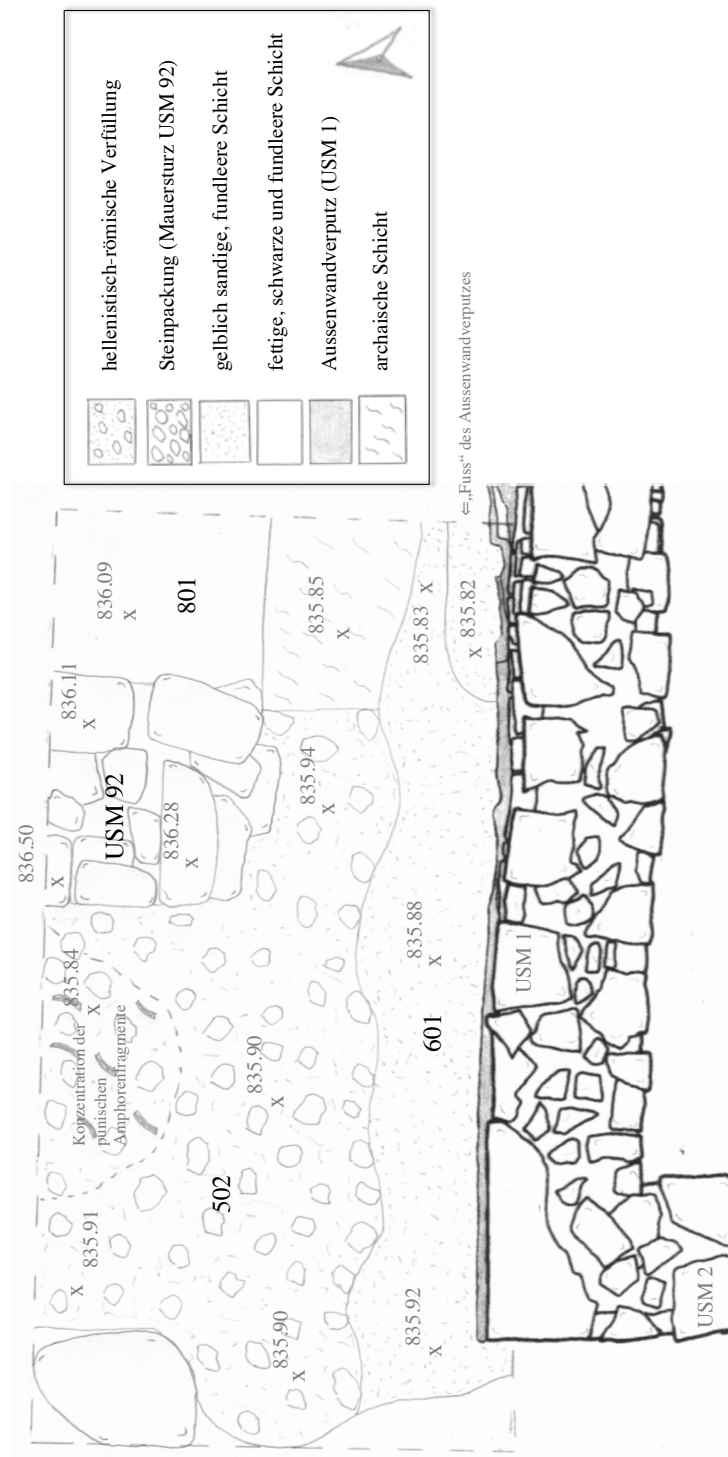 hellenistisch-römische Verfüllung
Steinpackung (Mauersturz USM 92)
gelblich sandige, fundleere Schicht
fettige, schwarze und fundleere Schicht
Aussenwandverputz (USM 1)
archaische Schicht
⇐„Fuss“ des Aussenwandverputzes
836.50
X
836.11
X
836.09
X
801
USM 92
836.28
X
835.85
X
835.83 X
X 835.82
835.94
X
835.84
X
Konzentration der
punischen
Amphorenfragmente
835.88
X
601
835.90
X
502
835.91
X
835.90
X
835.92
X
USM 1
USM 2